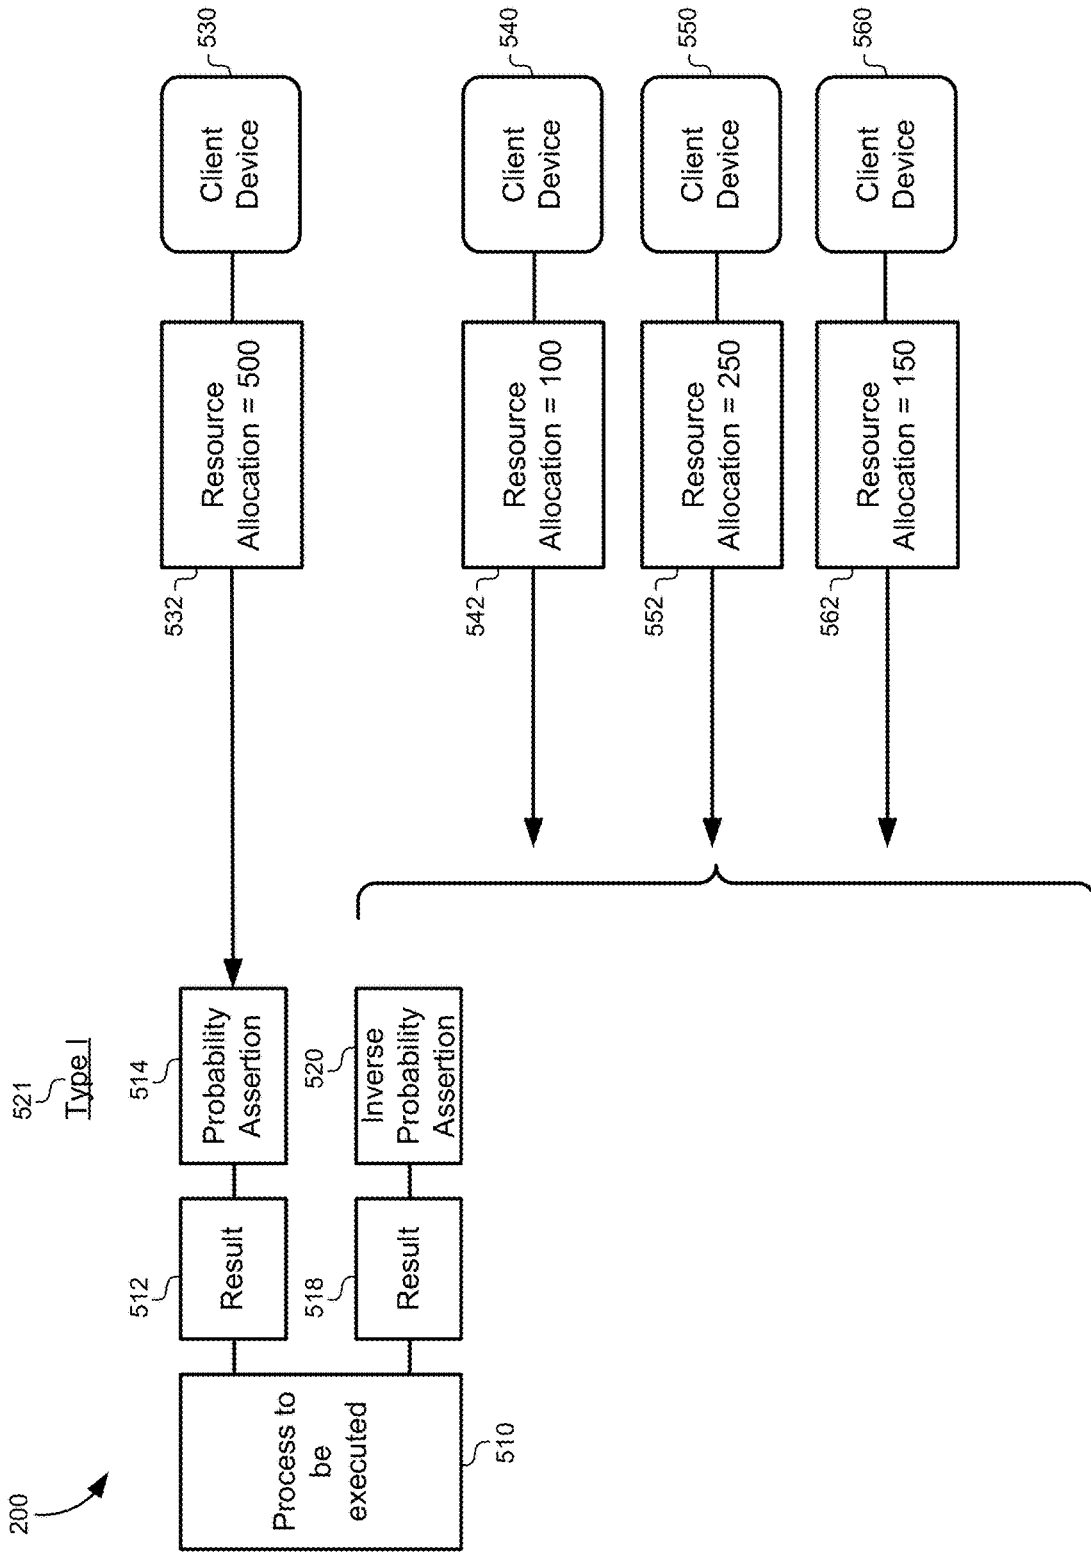 200
Process to
be
executed
510
512
Result
518
Result
521
Type I
514
Probability
Assertion
520
Inverse
Probability
Assertion
532
Resource
Allocation = 500
Client
Device
530
542
Resource
Allocation = 100
Client
Device
540
552
Resource
Allocation = 250
Client
Device
550
562
Resource
Allocation = 150
Client
Device
560